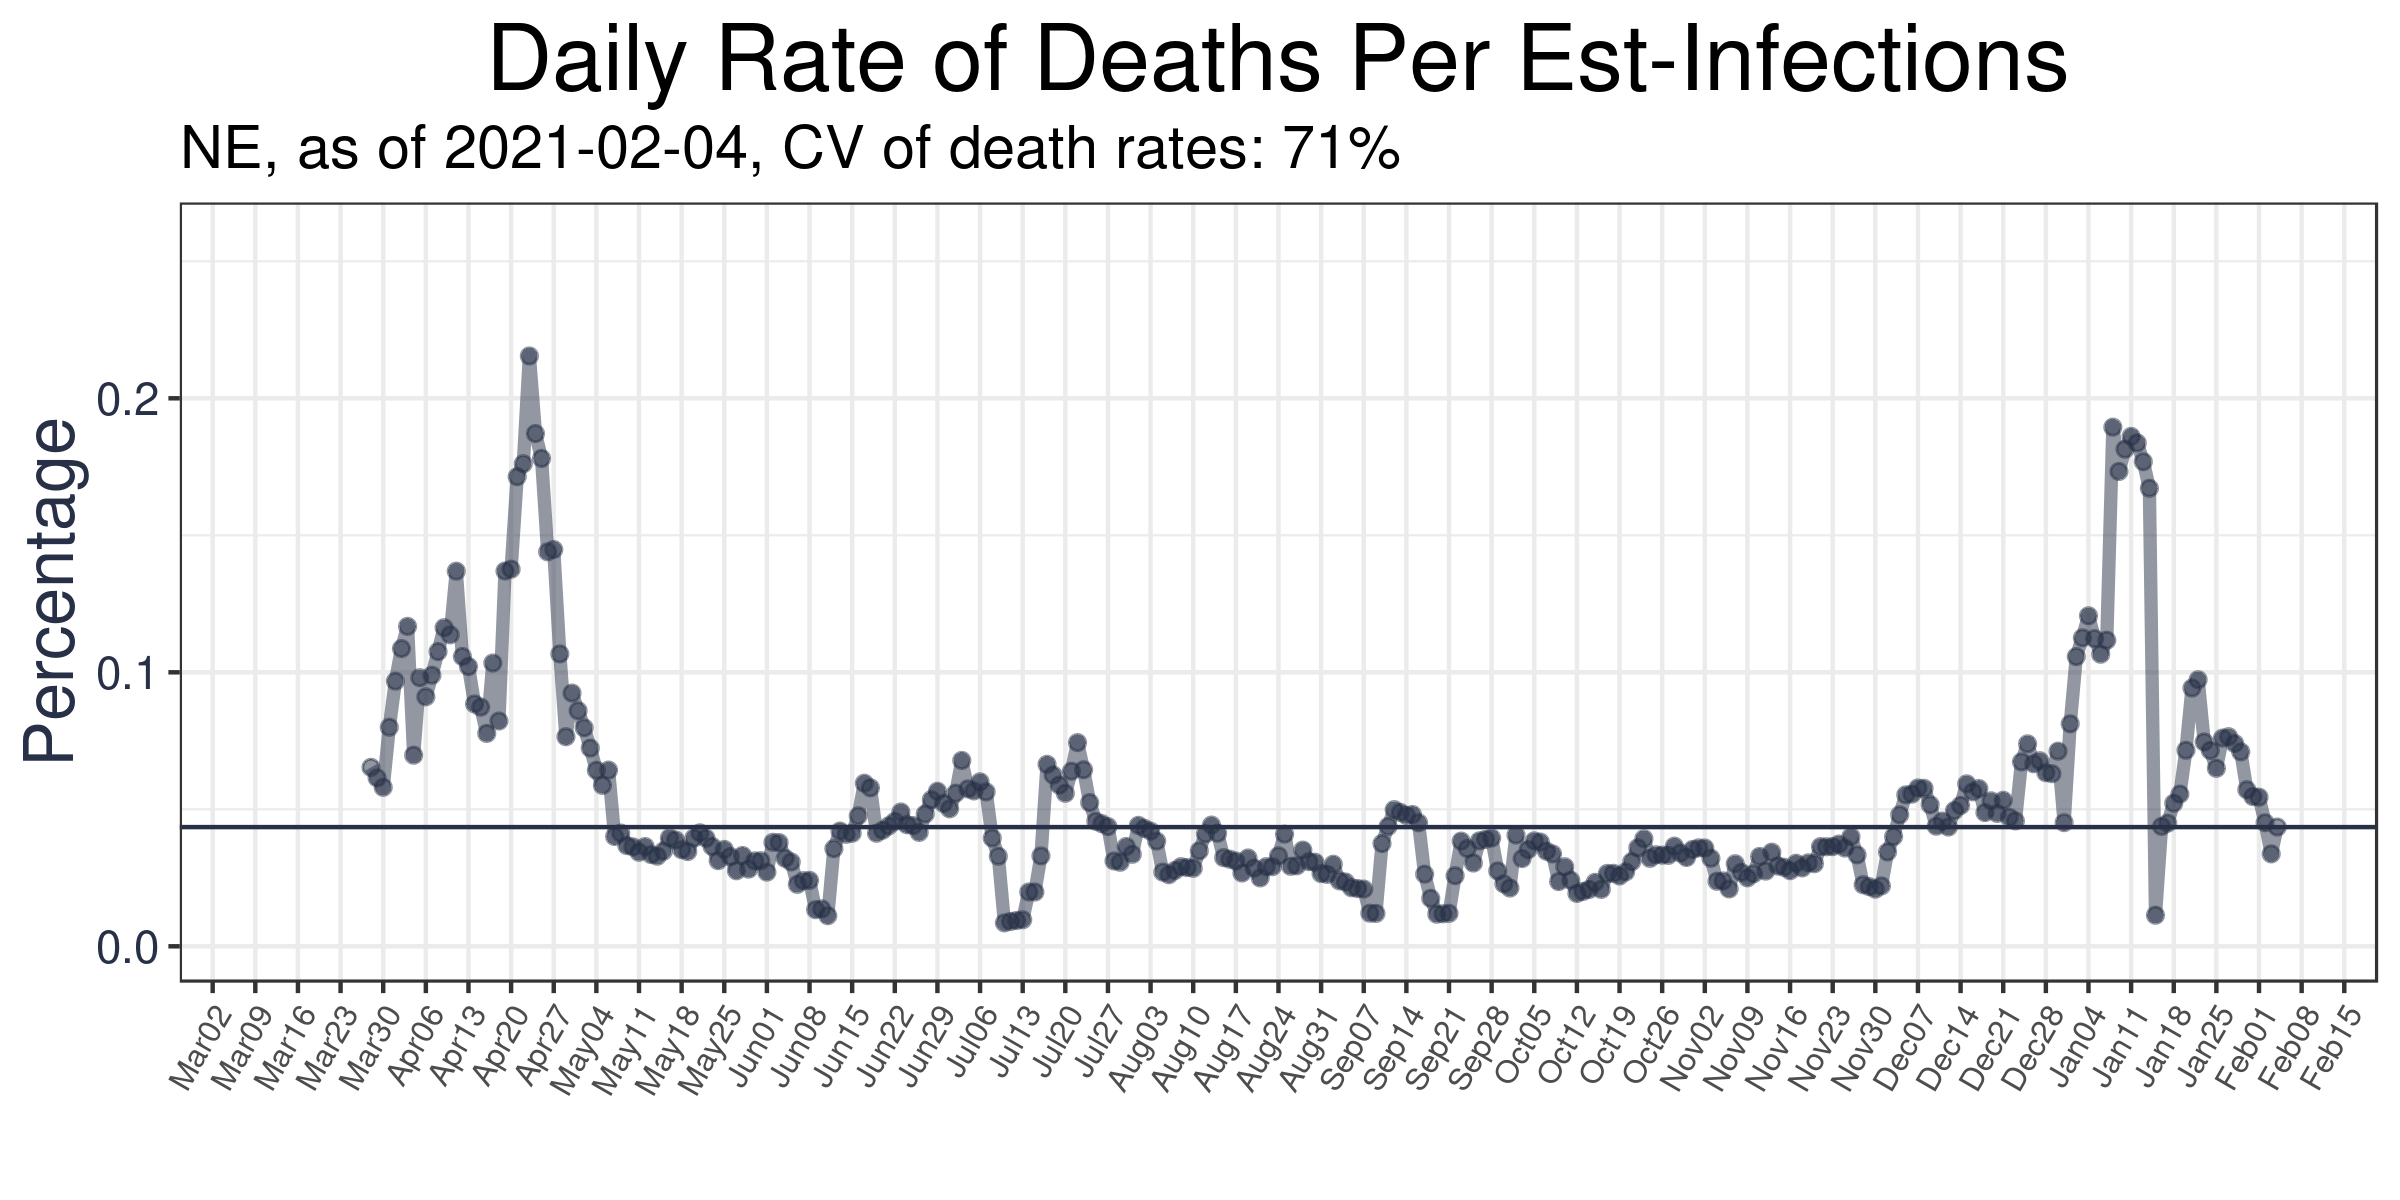 Daily Rate of Deaths Per Est-Infections
NE, as of 2021-02-04, CV of death rates: 71%
Percentage
0.2
0.1
0.0
Mar02
Mar09
Mar16
Mar23
Mar30
Apr06
Apr13
Apr20
Apr27
May04
May11
May18
May25
Jun01
Jun08
Jun15
Jun22
Jun29
Jul06
Jul13
Jul20
Jul27
Aug03
Aug10
Aug17
Aug24
Aug31
Sep07
Sep14
Sep21
Sep28
Oct05
Oct12
Oct19
Oct26
Nov02
Nov09
Nov16
Nov23
Nov30
Dec07
Dec14
Dec21
Dec28
Jan04
Jan11
Jan18
Jan25
Feb01
Feb08
Feb15